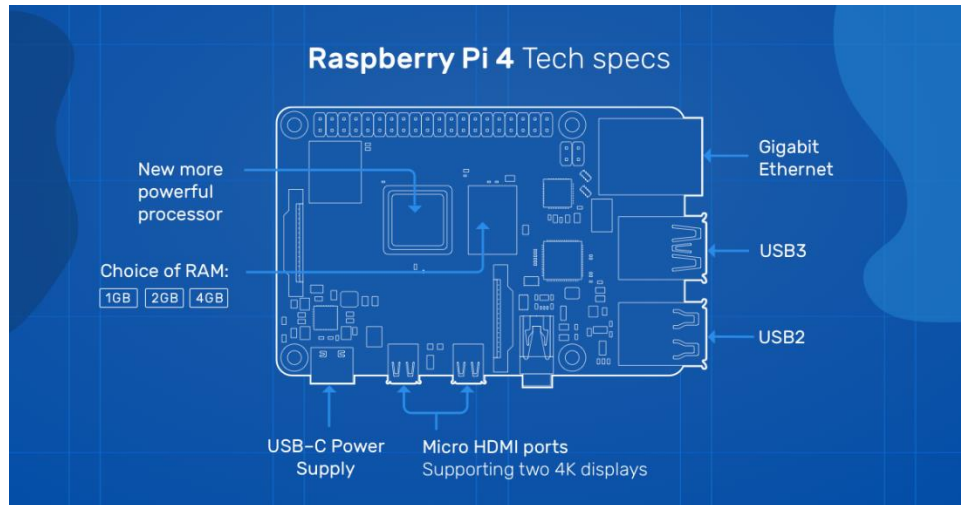 Raspberry Pi 4 Tech specs
New more
powerful
processor
Choice of RAM:
1GB 2GB 4GB
Gigabit
Ethernet
USB3
USB2
USB-C Power
Supply
Micro HDMI ports
Supporting two 4K displays